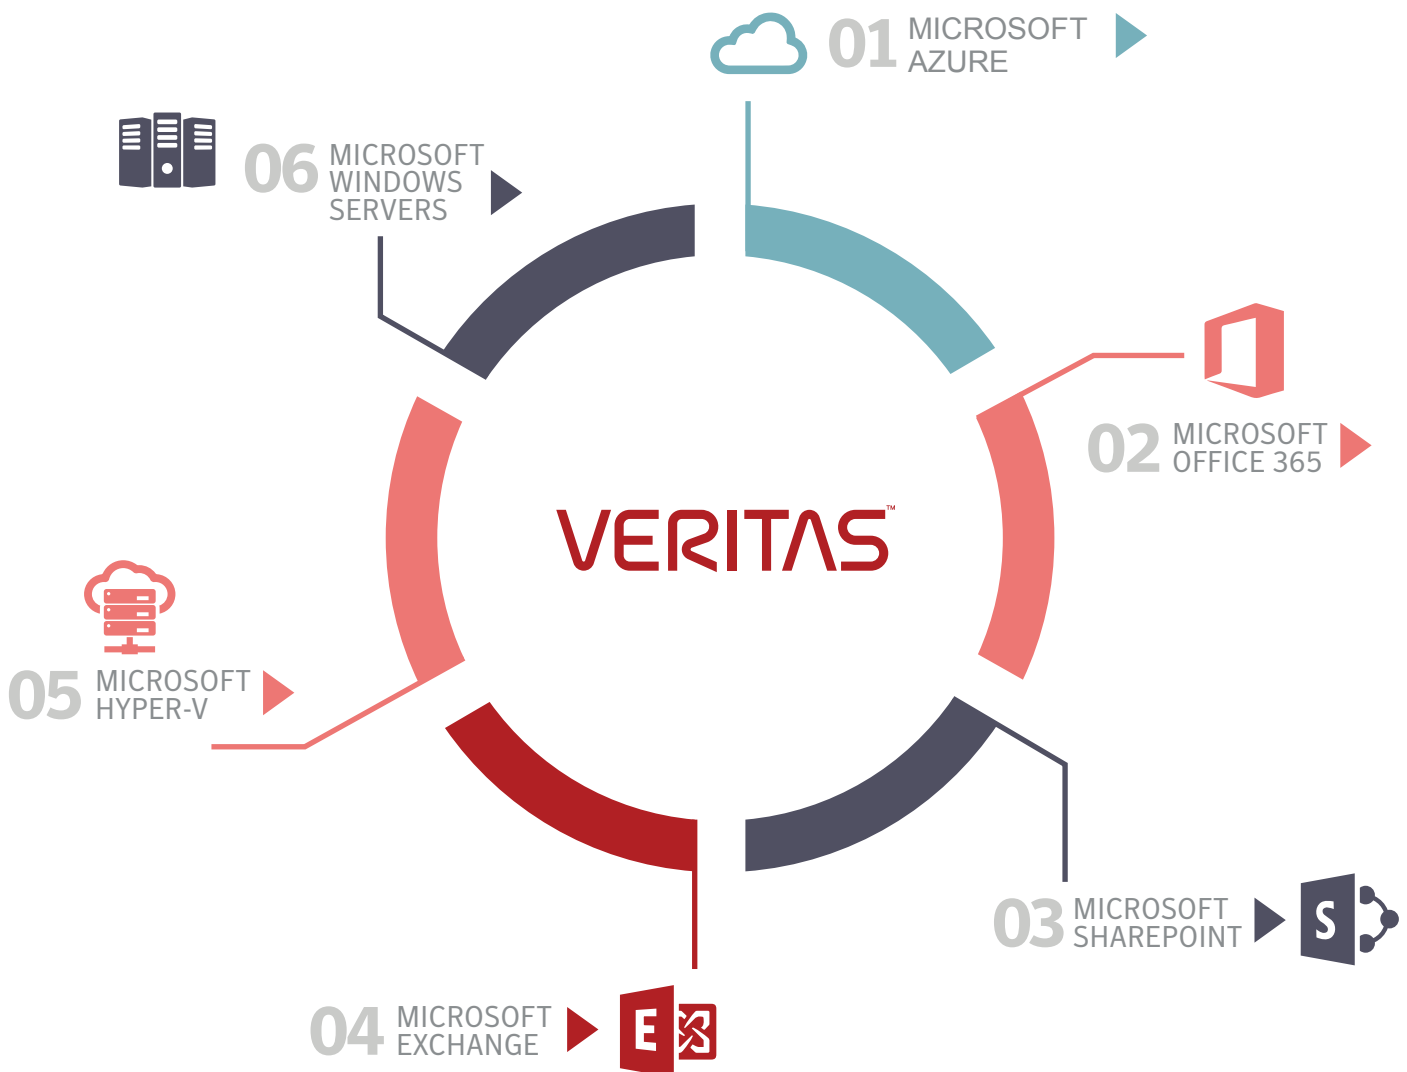 01 MICROSOFT
AZURE
02 MICROSOFT
OFFICE 365
03 MICROSOFT
SHAREPOINT
S
04 MICROSOFT
EXCHANGE
E
05 MICROSOFT
HYPER-V
06 MICROSOFT
WINDOWS
SERVERS
VERITAS™